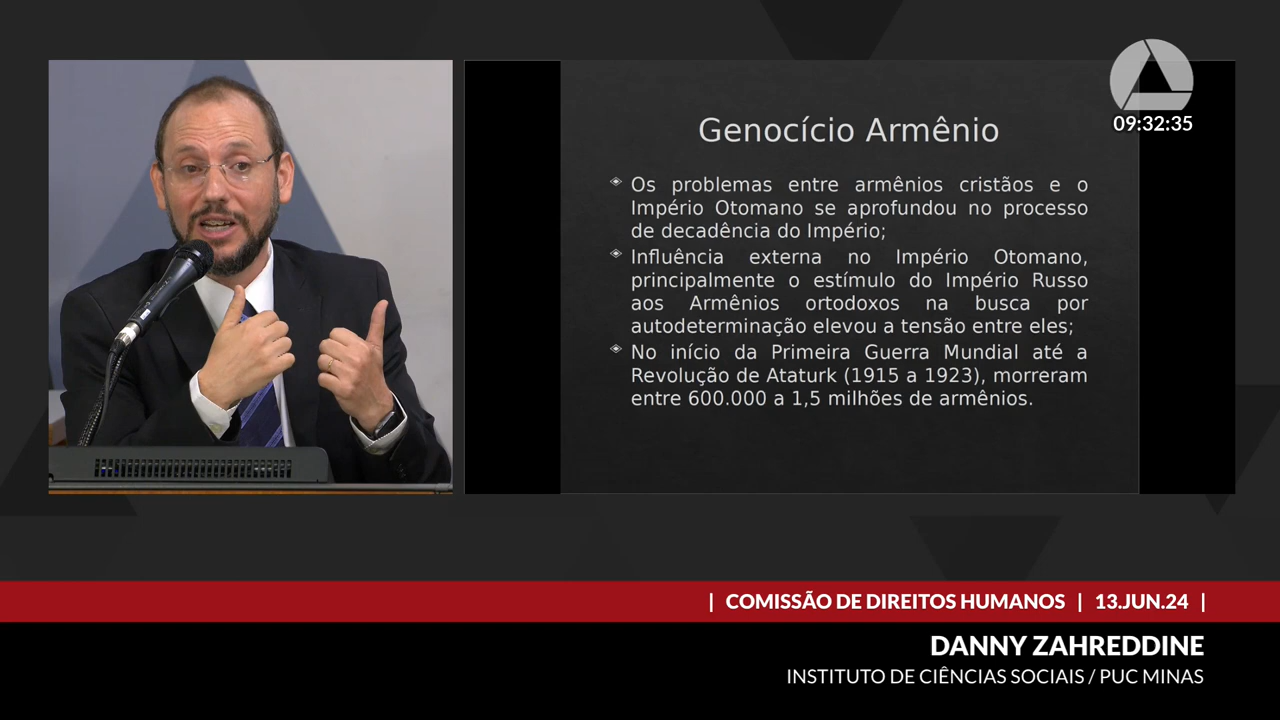 09:32:35
Genocício Armênio
Os problemas entre armênios cristãos e o
Império Otomano se aprofundou no processo
de decadência do Império;
Influência externa no Império Otomano,
principalmente o estímulo do Império Russo
aos Armênios ortodoxos na busca por
autodeterminação elevou a tensão entre eles;
No início da Primeira Guerra Mundial até a
Revolução de Ataturk (1915 a 1923), morreram
entre 600.000 a 1,5 milhões de armênios.
| COMISSÃO DE DIREITOS HUMANOS | 13.JUN.24 |
DANNY ZAHREDDINE
INSTITUTO DE CIÊNCIAS SOCIAIS / PUC MINAS